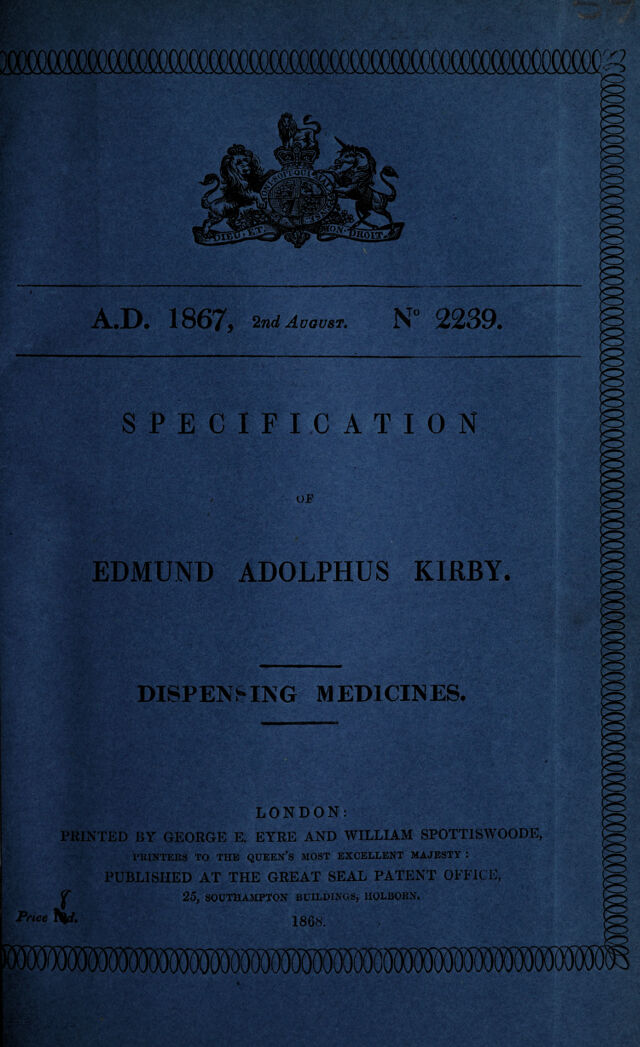 DIEU·ET· MON·DROIT.
A.D. 1867, 2nd AUGUST. N° 2239.
SPECIFICATION
OF
EDMUND ADOLPHUS KIRBY.
DISPENSING MEDICINES.
LONDON:
PRINTED BY GEORGE E. EYRE AND WILLIAM SPOTTISWOODE,
PRINTERS TO THE QUEEN'S MOST EXCELLENT MAJESTY:
PUBLISHED AT THE GREAT SEAL PATENT OFFICE,
25, SOUTHAMPTON BUILDINGS, HOLBORN.
Price d.
1868.